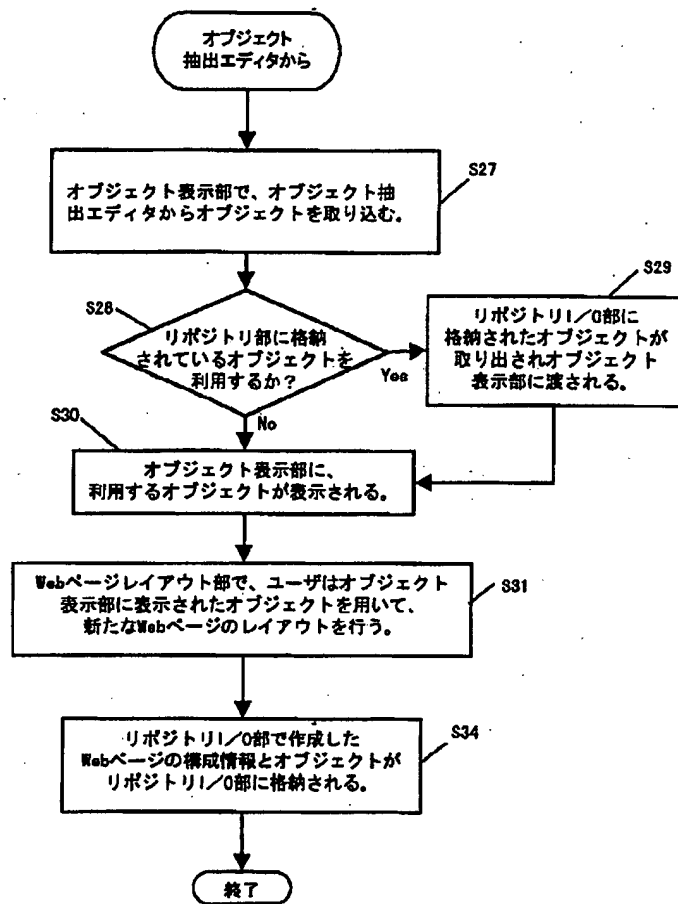 オブジェクト
抽出エディタから
S27
オブジェクト表示部で、オブジェクト抽
出エディタからオブジェクトを取り込む。
S28
リポジトリ部に格納
されているオブジェクトを
利用するか？
Yes
No
S29
リポジトリI／O部に
格納されたオブジェクトが
取り出されオブジェクト
表示部に渡される。
S30
オブジェクト表示部に、
利用するオブジェクトが表示される。
Webページレイアウト部で、ユーザはオブジェクト
表示部に表示されたオブジェクトを用いて、
新たなWebページのレイアウトを行う。
S31
リポジトリI／O部で作成した
Webページの構成情報とオブジェクトが
リポジトリI／O部に格納される。
S34
終了